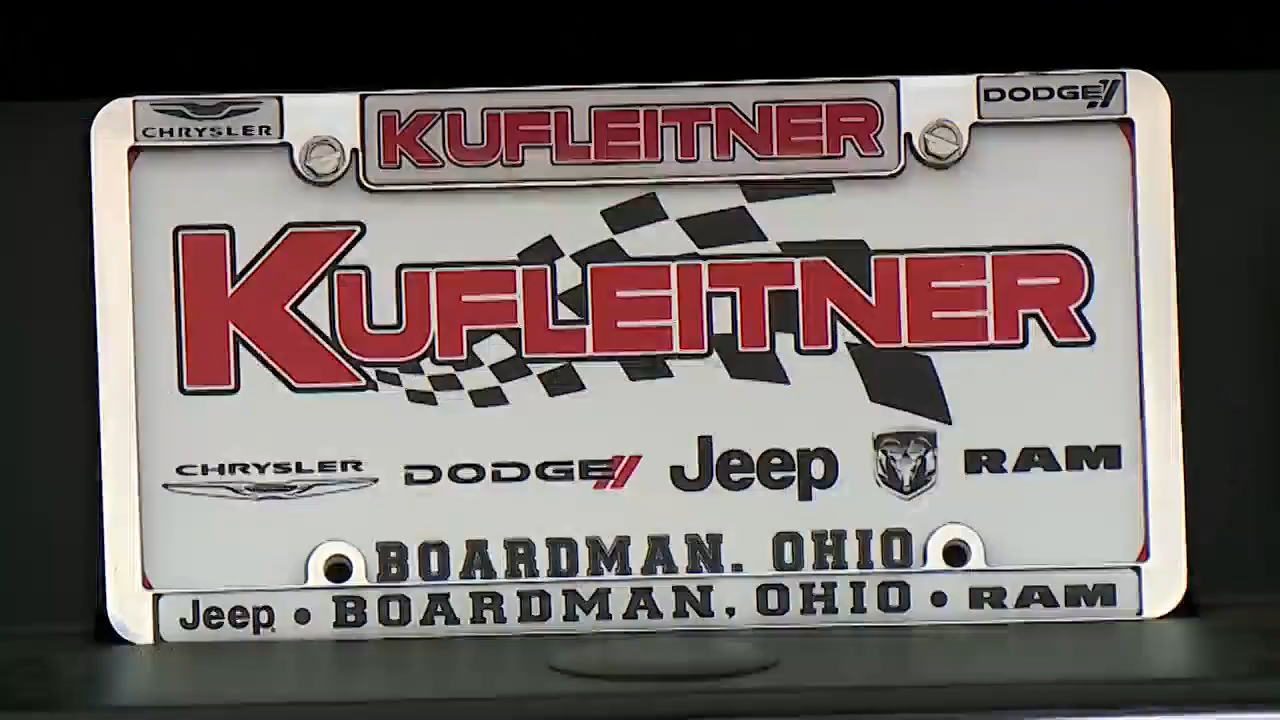 CHRYSLER KUFLEITNER DODGE
KUFLEITNER
CHRYSLER DODGE Jeep RAM
BOARDMAN. OHIO
Jeep • BOARDMAN, OHIO • RAM